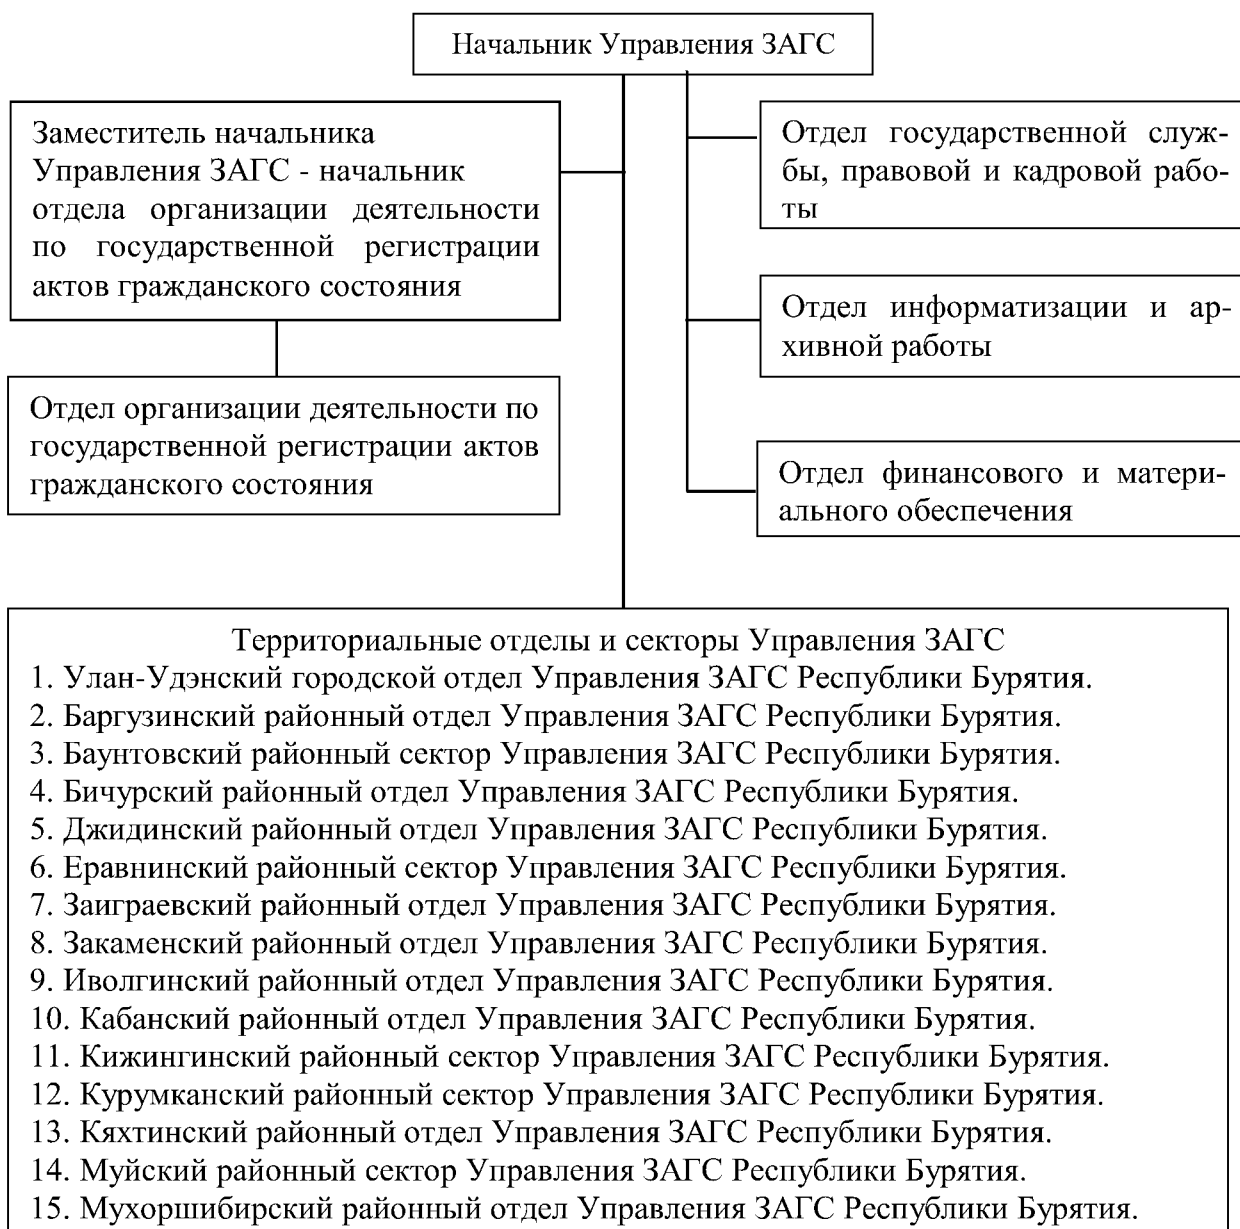 Начальник Управления ЗАГС
Заместитель начальника
Управления ЗАГС - начальник
отдела организации деятельности
по государственной регистрации
актов гражданского состояния
Отдел организации деятельности по
государственной регистрации актов
гражданского состояния
Отдел государственной служ-
бы, правовой и кадровой рабо-
ты
Отдел информатизации и ар-
хивной работы
Отдел финансового и матери-
ального обеспечения
Территориальные отделы и секторы Управления ЗАГС
1. Улан-Удэнский городской отдел Управления ЗАГС Республики Бурятия.
2. Баргузинский районный отдел Управления ЗАГС Республики Бурятия.
3. Баунтовский районный сектор Управления ЗАГС Республики Бурятия.
4. Бичурский районный отдел Управления ЗАГС Республики Бурятия.
5. Джидинский районный отдел Управления ЗАГС Республики Бурятия.
6. Еравнинский районный сектор Управления ЗАГС Республики Бурятия.
7. Заиграевский районный отдел Управления ЗАГС Республики Бурятия.
8. Закаменский районный отдел Управления ЗАГС Республики Бурятия.
9. Иволгинский районный отдел Управления ЗАГС Республики Бурятия.
10. Кабанский районный отдел Управления ЗАГС Республики Бурятия.
11. Кижингинский районный сектор Управления ЗАГС Республики Бурятия.
12. Курумканский районный сектор Управления ЗАГС Республики Бурятия.
13. Кяхтинский районный отдел Управления ЗАГС Республики Бурятия.
14. Муйский районный сектор Управления ЗАГС Республики Бурятия.
15. Мухоршибирский районный отдел Управления ЗАГС Республики Бурятия.